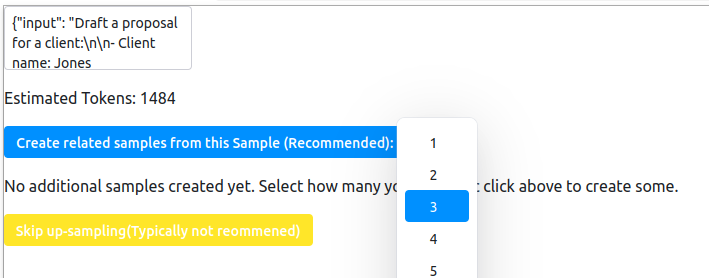 {"input": "Draft a proposal
for a client:\n\n- Client
name: Jones
Estimated Tokens: 1484
Create related samples from this Sample (Recommended):
1
2
3
4
5
No additional samples created yet. Select how many yo t click above to create some.
Skip up-sampling(Typically not reommened)